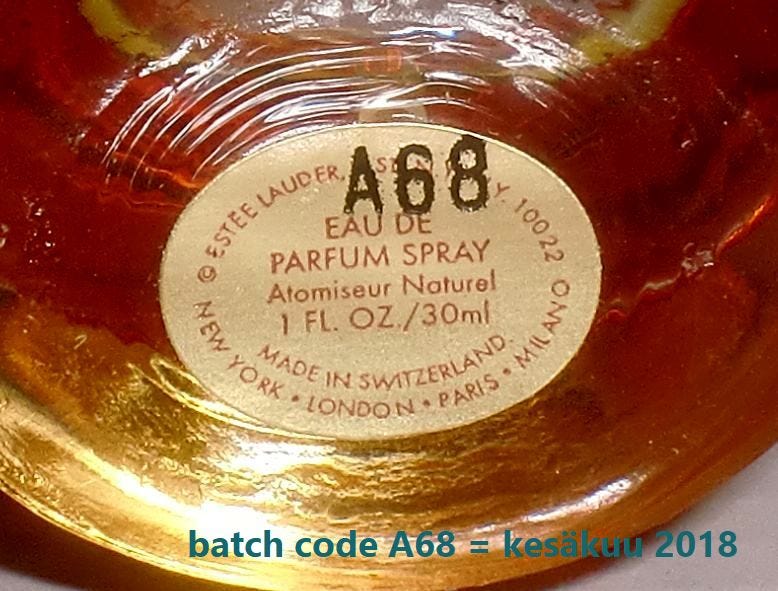 A68
© ESTEE LAUDER,
Y. 10022
EAU DE
PARFUM SPRAY
Atomiseur Naturel
1 FL. OZ./30ml
MADE IN SWITZERLAND.
NEW YORK • LONDON • PARIS • MILANO
batch code A68 = kesäkuu 2018